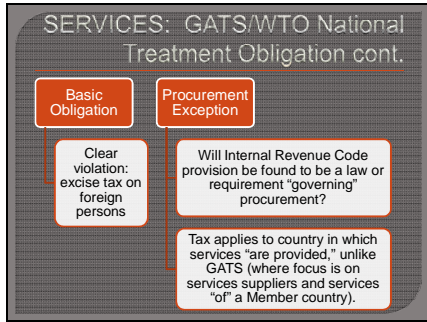 SERVICES:  GATS/WTO National
Treatment Obligation cont.
Basic
Obligation
Clear
violation:
excise tax on
foreign
persons
Procurement
Exception
Will Internal Revenue Code
provision be found to be a law or
requirement “governing”
procurement?
Tax applies to country in which
services “are provided,” unlike
GATS (where focus is on
services suppliers and services
“of” a Member country).